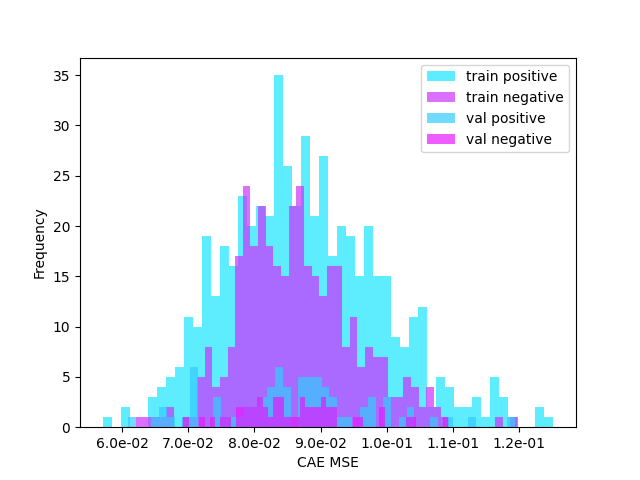 train positive
train negative
val positive
val negative
35
30
25
20
15
10
5
0
Frequency
6.0e-02 7.0e-02 8.0e-02 9.0e-02 1.0e-01 1.1e-01 1.2e-01
CAE MSE